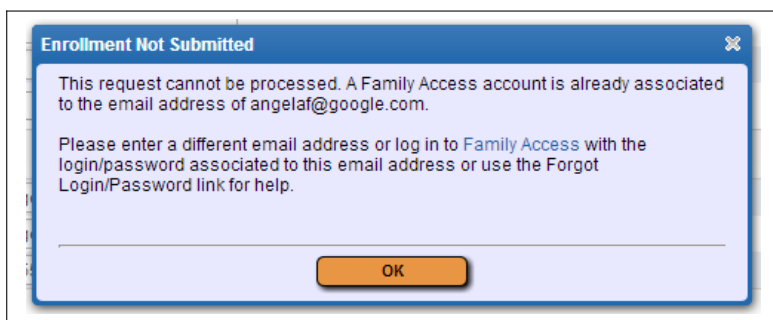 Enrollment Not Submitted
This request cannot be processed. A Family Access account is already associated
to the email address of angelaf@google.com.
Please enter a different email address or log in to Family Access with the
login/password associated to this email address or use the Forgot
Login/Password link for help.
OK